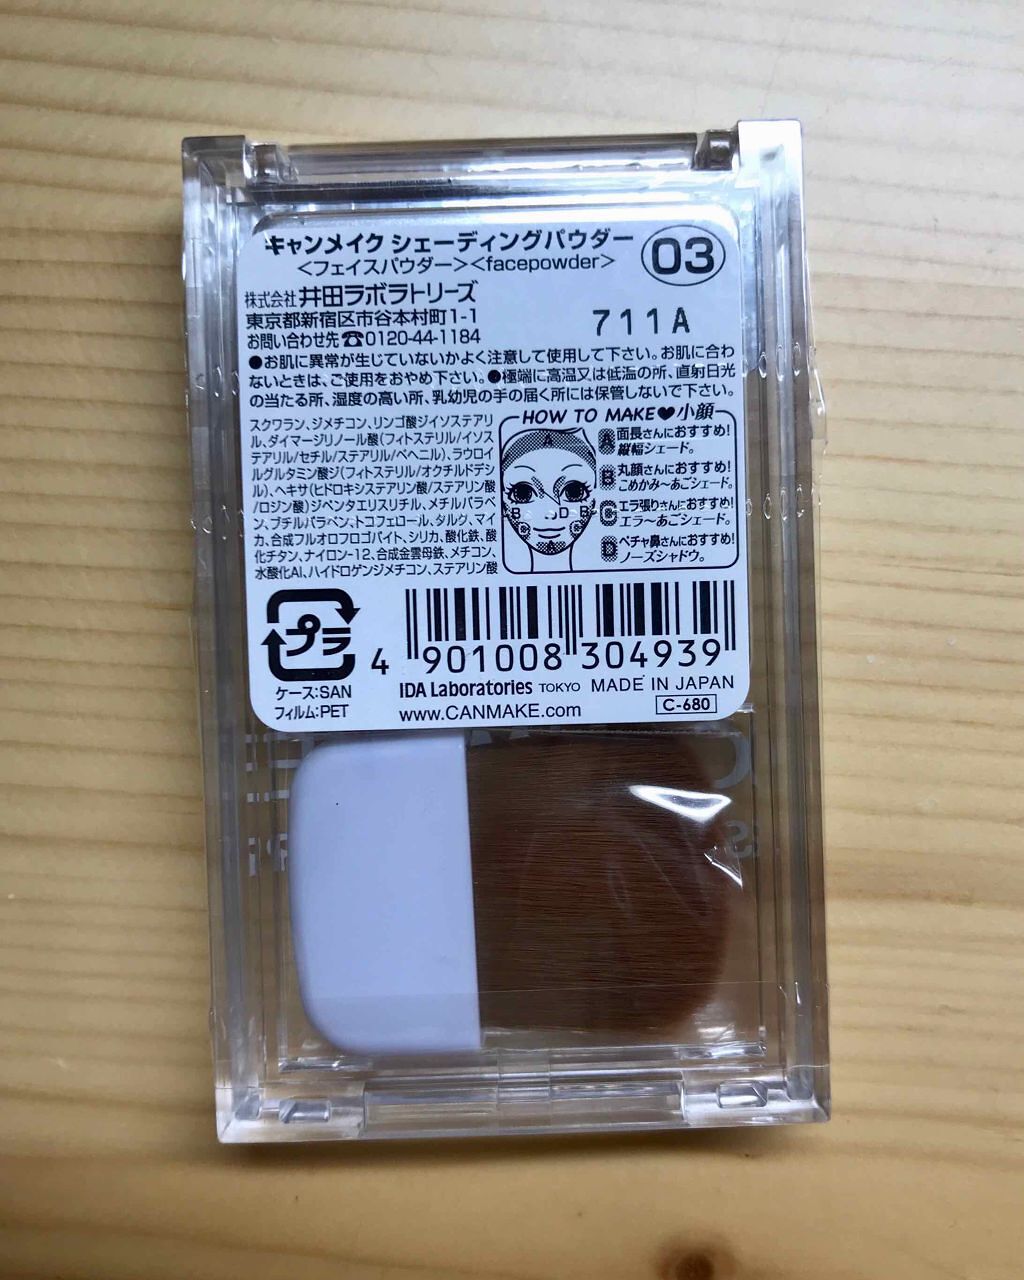 キャンメイク シェーディングパウダー
<フェイスパウダー><facepowder>
03
株式会社 井田ラボラトリーズ
東京都新宿区市谷本村町1-1
お問い合わせ先☎0120-44-1184
711A
●お肌に異常が生じていないかよく注意して使用して下さい。お肌に合わ
ないときは、ご使用をおやめ下さい。●極端に高温又は低温の所、直射日光
の当たる所、湿度の高い所、乳幼児の手の届く所には保管しないで下さい。
スクワラン、ジメチコン、リンゴ酸ジイソステアリ
ル、ダイマージリノール酸(フィトステリル/イソス
テアリル/セチル/ステアリル/ベヘニル)、ラウロイ
ルグルタミン酸ジ(フィトステリル/オクチルドデシ
ル)、ヘキサ(ヒドロキシステアリン酸/ステアリン酸
/ロジン酸)ジペンタエリスリチル、メチルパラベ
ン、ブチルパラベン、トコフェロール、タルク、マイ
カ、合成フルオロフロゴパイト、シリカ、酸化鉄、酸
化チタン、ナイロン-12、合成金雲母鉄、メチコン、
水酸化Al、ハイドロゲンジメチコン、ステアリン酸
HOW TO MAKE♥小顔
A
B
D
B
C
C
A
A 面長さんにおすすめ!
縦幅シェード。
B 丸顔さんにおすすめ!
こめかみ~あごシェード。
C エラ張りさんにおすすめ!
エラ~あごシェード。
D ペチャ鼻さんにおすすめ!
ノーズシャドウ。
プラ
ケース:SAN
フィルム:PET
4 901008 304939
IDA Laboratories TOKYO MADE IN JAPAN
www.CANMAKE.com
C-680